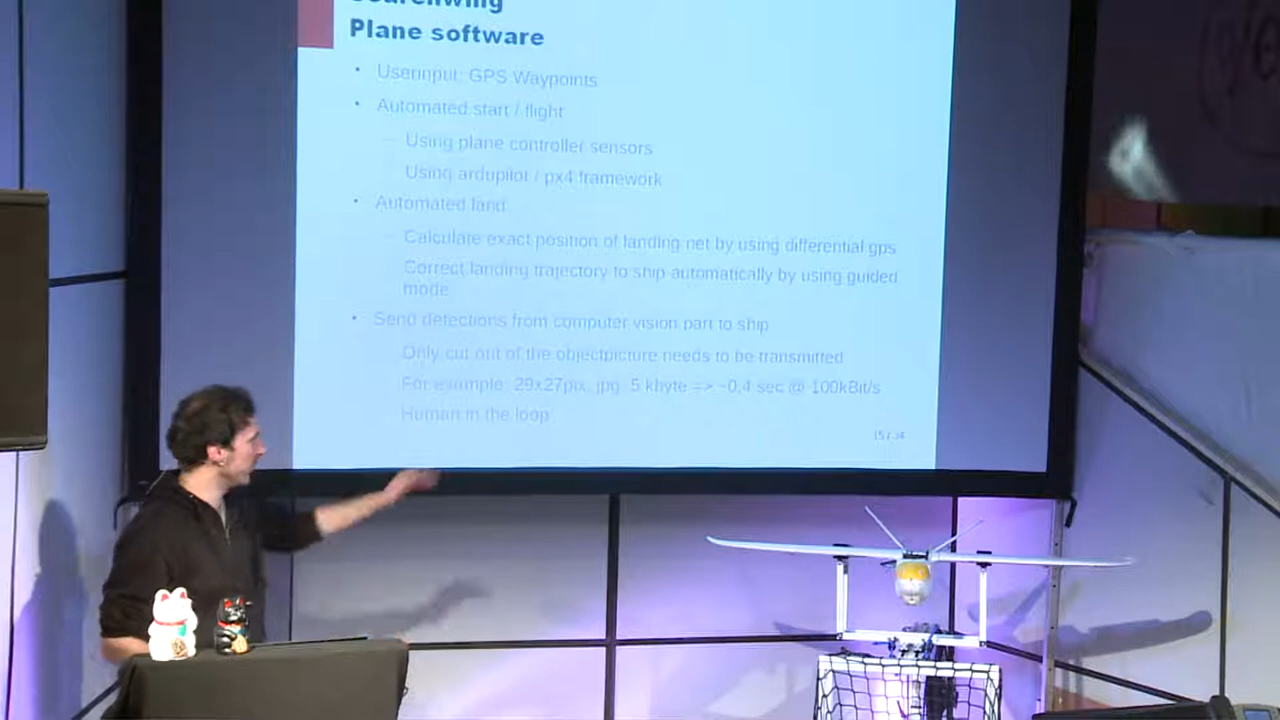 Searchwing
Plane software
• Userinput: GPS Waypoints
• Automated start / flight
– Using plane controller sensors
Using ardupilot / px4 framework
• Automated land
– Calculate exact position of landing net by using differential gps
Correct landing trajectory to ship automatically by using guided
mode
• Send detections from computer vision part to ship
Only cut out of the objectpicture needs to be transmitted
For example: 29x27pix, jpg: 5 kbyte => ~0,4 sec @ 100kBit/s
Human in the loop